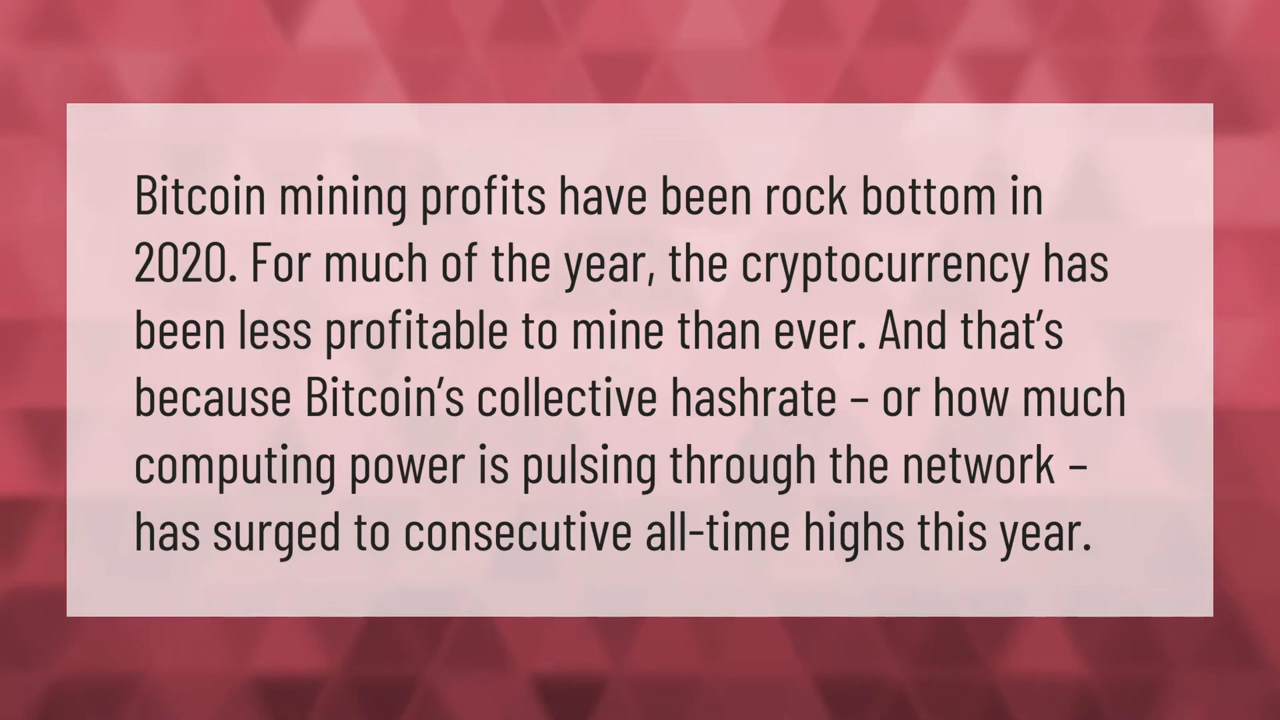 Bitcoin mining profits have been rock bottom in
2020. For much of the year, the cryptocurrency has
been less profitable to mine than ever. And that’s
because Bitcoin’s collective hashrate – or how much
computing power is pulsing through the network –
has surged to consecutive all-time highs this year.